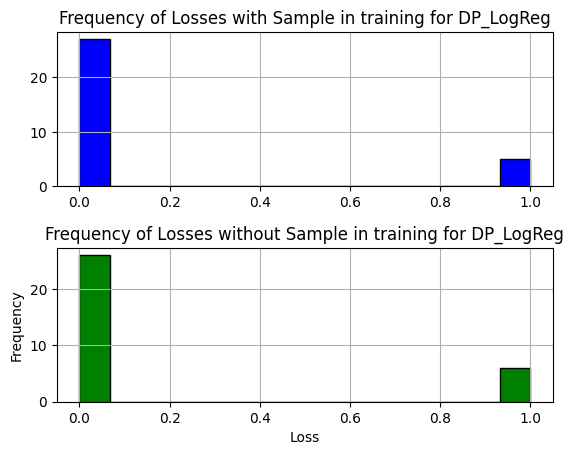 Frequency of Losses with Sample in training for DP_LogReg
20
10
0
0.0 0.2 0.4 0.6 0.8 1.0
Frequency of Losses without Sample in training for DP_LogReg
Frequency
20
10
0
0.0 0.2 0.4 0.6 0.8 1.0
Loss